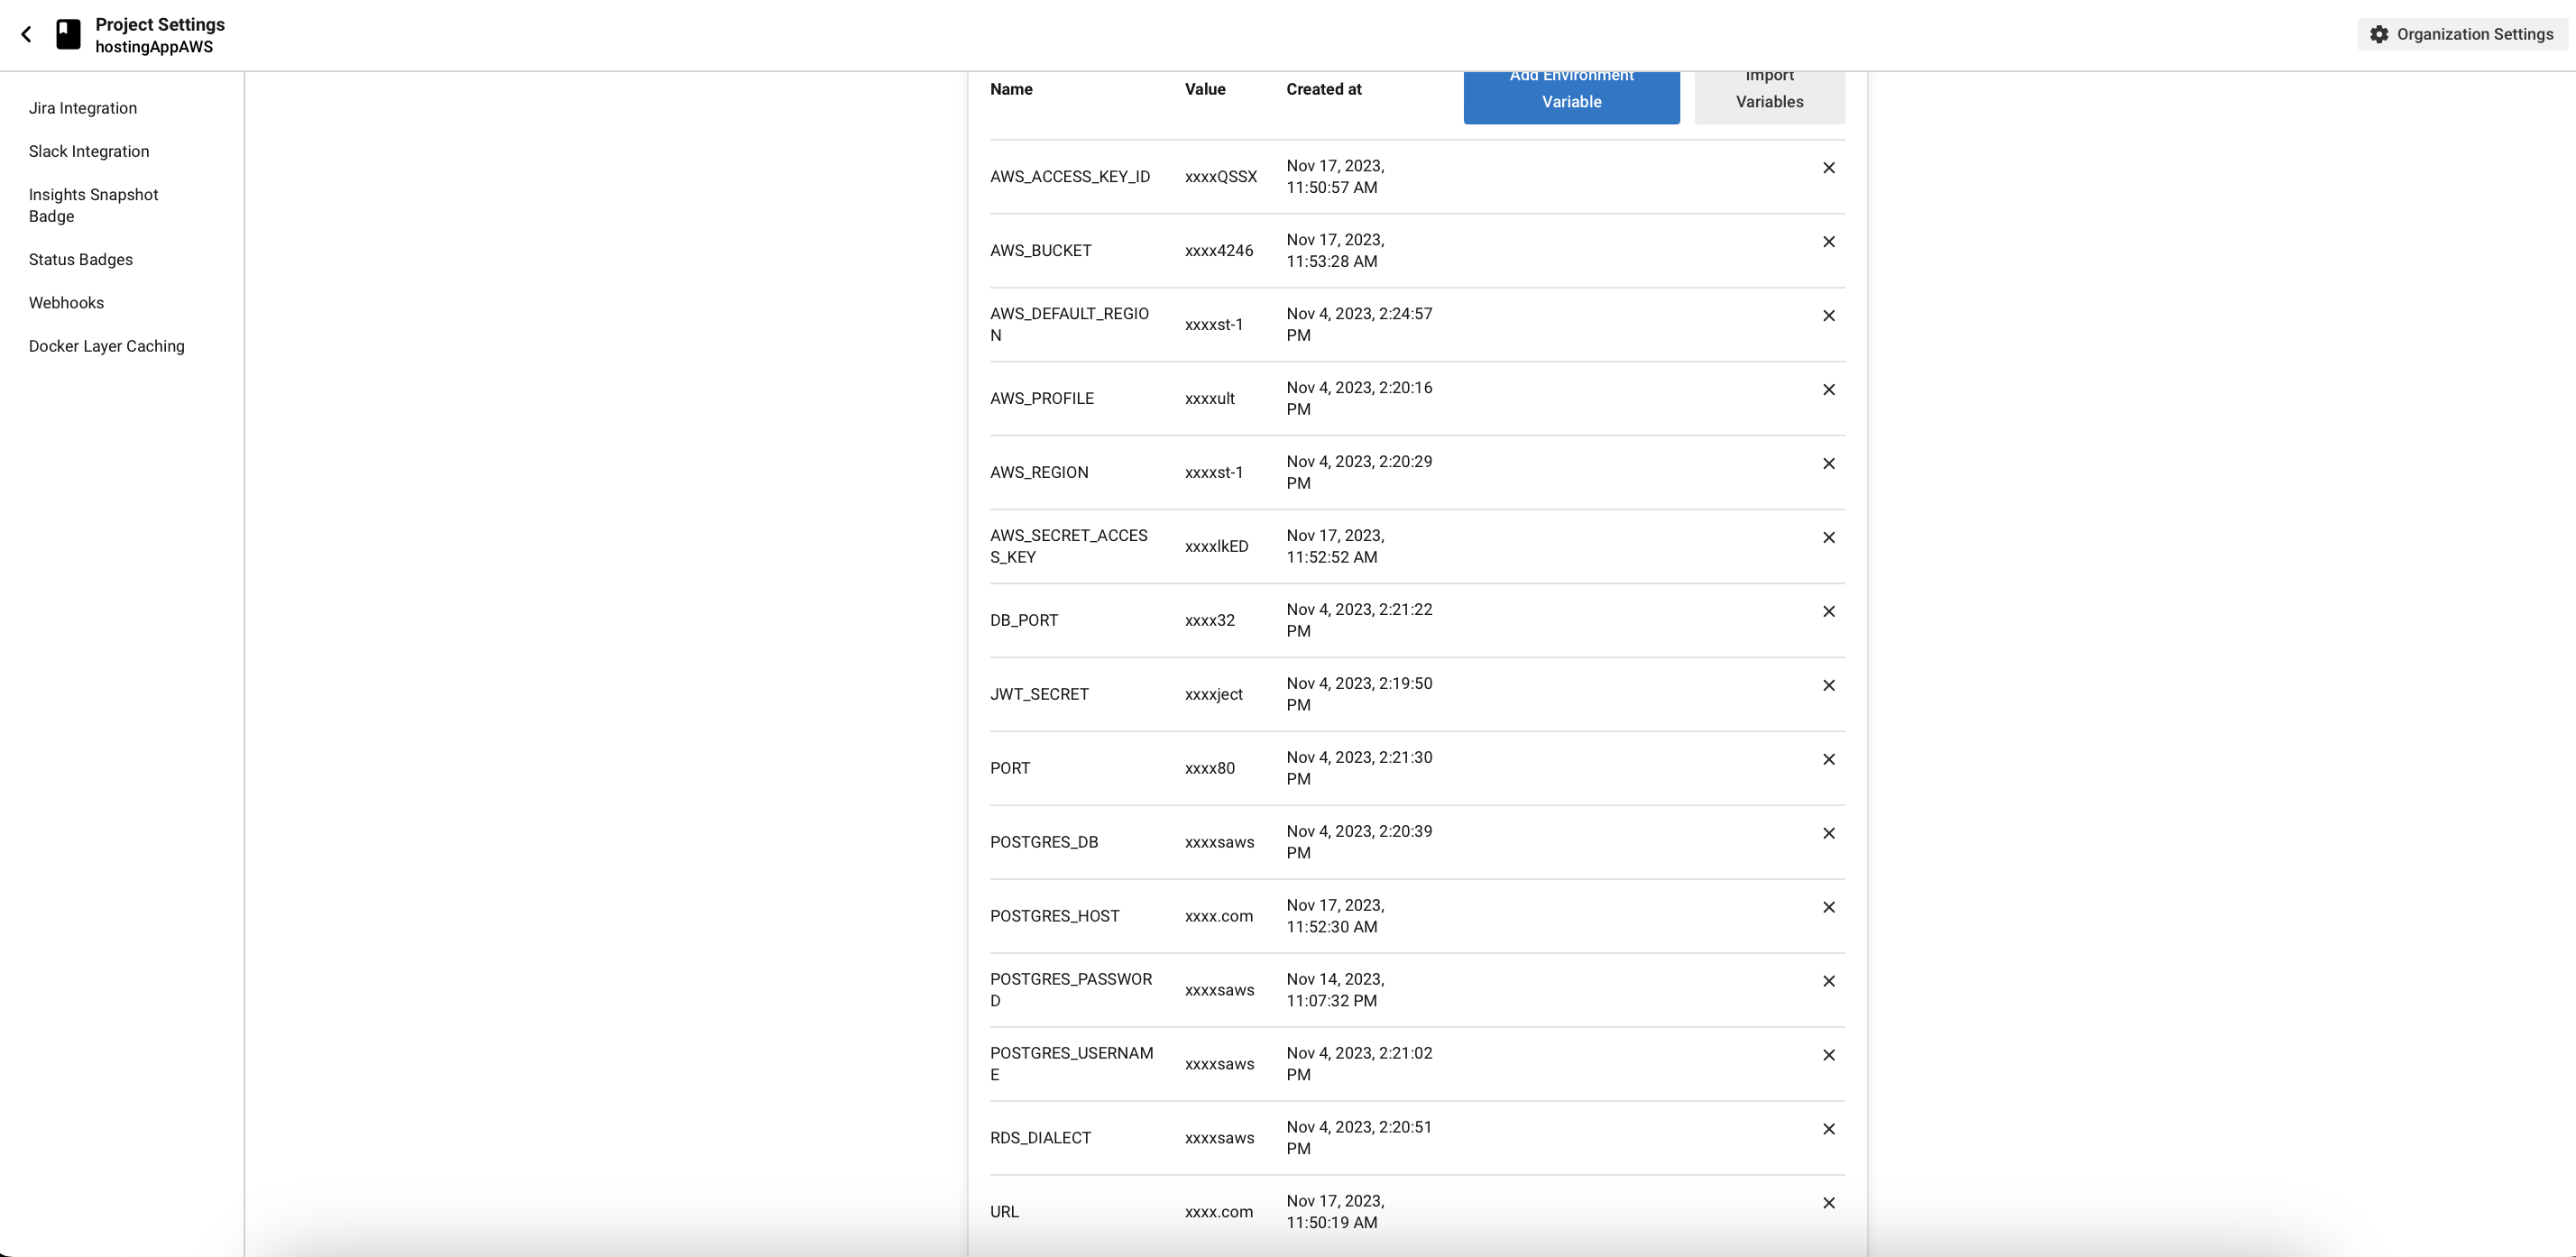 Project Settings
hostingAppAWS
Organization Settings
Jira Integration
Slack Integration
Insights Snapshot
Badge
Status Badges
Webhooks
Docker Layer Caching
Name Value Created at
Add Environment
Variable
Import
Variables
AWS_ACCESS_KEY_ID xxxxQSSX Nov 17, 2023,
11:50:57 AM
AWS_BUCKET xxxx4246 Nov 17, 2023,
11:53:28 AM
AWS_DEFAULT_REGIO
N xxxxst-1 Nov 4, 2023, 2:24:57
PM
AWS_PROFILE xxxxult Nov 4, 2023, 2:20:16
PM
AWS_REGION xxxxst-1 Nov 4, 2023, 2:20:29
PM
AWS_SECRET_ACCES
S_KEY xxxxlkED Nov 17, 2023,
11:52:52 AM
DB_PORT xxxx32 Nov 4, 2023, 2:21:22
PM
JWT_SECRET xxxxject Nov 4, 2023, 2:19:50
PM
PORT xxxx80 Nov 4, 2023, 2:21:30
PM
POSTGRES_DB xxxxsaws Nov 4, 2023, 2:20:39
PM
POSTGRES_HOST xxxx.com Nov 17, 2023,
11:52:30 AM
POSTGRES_PASSWOR
D xxxxsaws Nov 14, 2023,
11:07:32 PM
POSTGRES_USERNAM
E xxxxsaws Nov 4, 2023, 2:21:02
PM
RDS_DIALECT xxxxsaws Nov 4, 2023, 2:20:51
PM
URL xxxx.com Nov 17, 2023,
11:50:19 AM